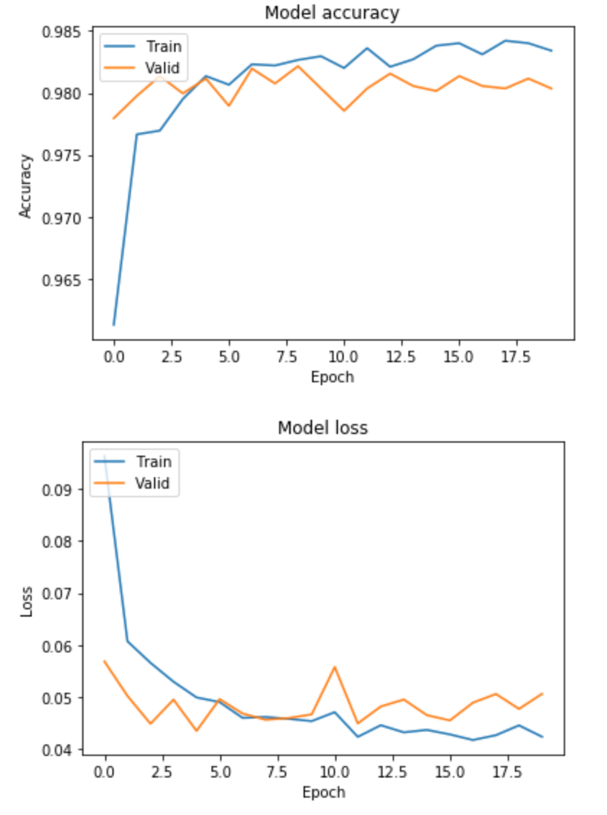 Model accuracy
0.985
0.980
0.975
0.970
0.965
Accuracy
Train
Valid
0.0 2.5 5.0 7.5 10.0 12.5 15.0 17.5
Epoch
Model loss
0.09
0.08
0.07
0.06
0.05
0.04
Loss
Train
Valid
0.0 2.5 5.0 7.5 10.0 12.5 15.0 17.5
Epoch